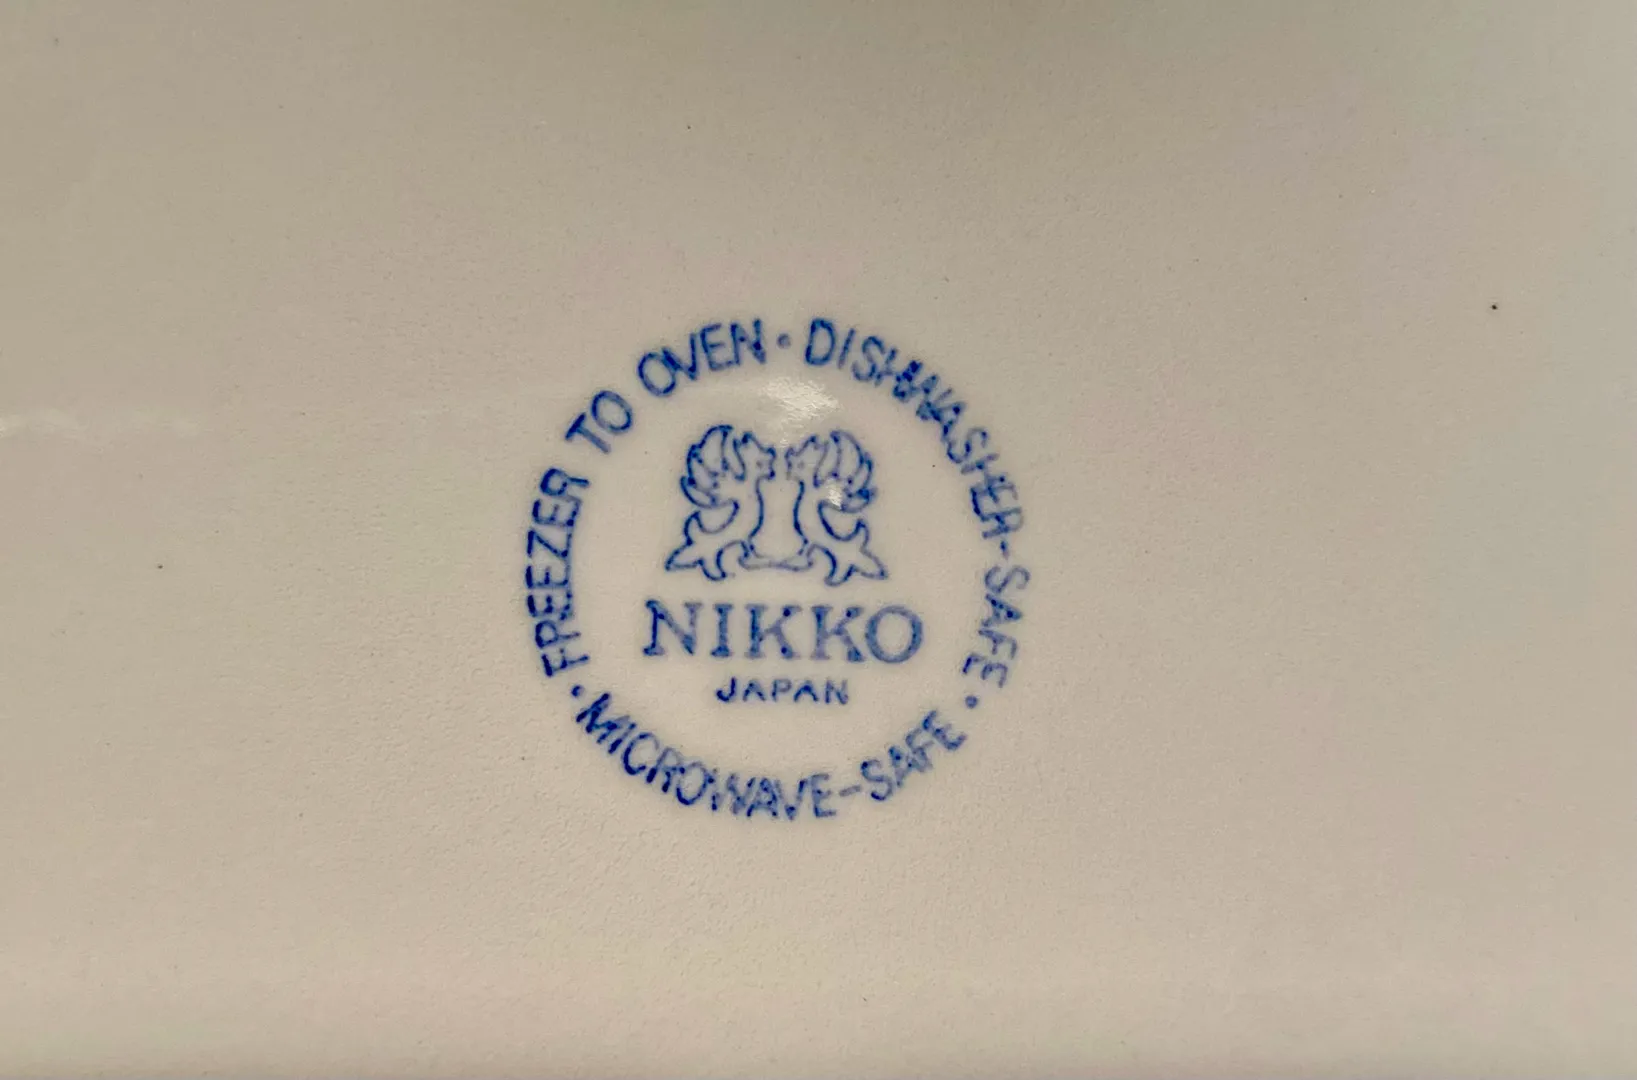 FREEZER TO OVEN · DISHWASHER-SAFE · MICROWAVE-SAFE ·
NIKKO
JAPAN